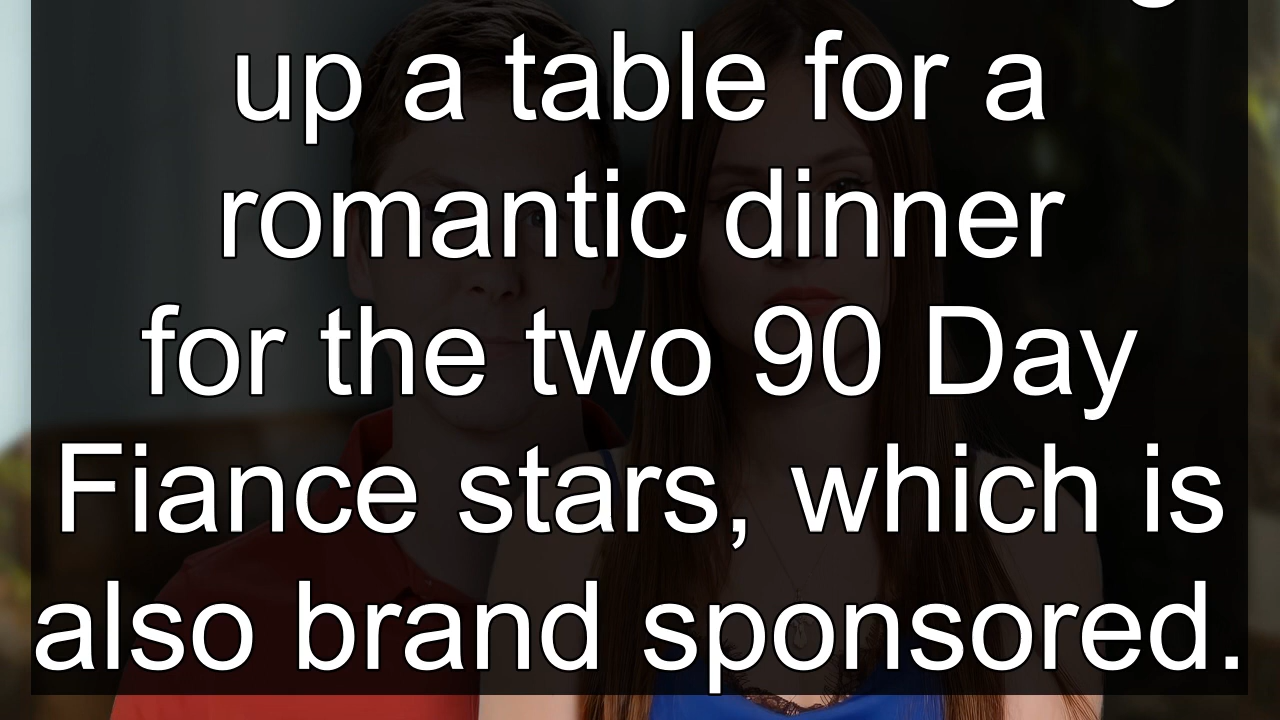 up a table for a
romantic dinner
for the two 90 Day
Fiance stars, which is
also brand sponsored.